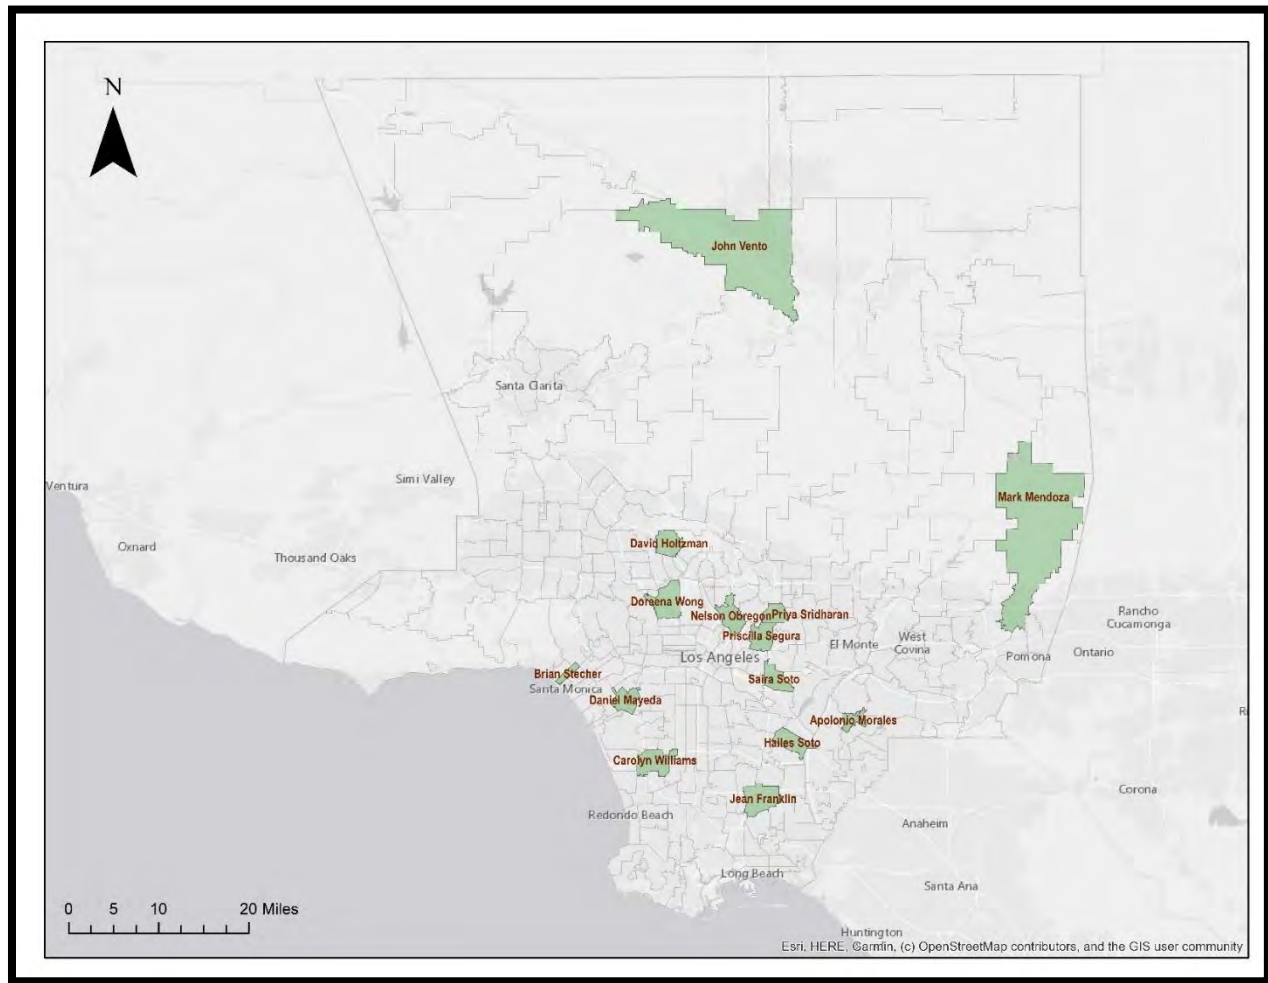 N
John Vento
Santa Clarita
Simi Valley
Ventura
Mark Mendoza
Oxnard
Thousand Oaks
David Holtzman
Doreena Wong
Nelson Obregon
Priya Sridharan
Priscilla Segura
Rancho
Cucamonga
El Monte
West
Covina
Los Angeles
Pomona
Ontario
Brian Stecher
Santa Monica
Saira Soto
Daniel Mayeda
Apolonio Morales
Hailes Soto
Carolyn Williams
Jean Franklin
Corona
Redondo Beach
Anaheim
Long Beach
Santa Ana
0 5 10 20 Miles
Huntington
Esri, HERE, Garmin, (c) OpenStreetMap contributors, and the GIS user community